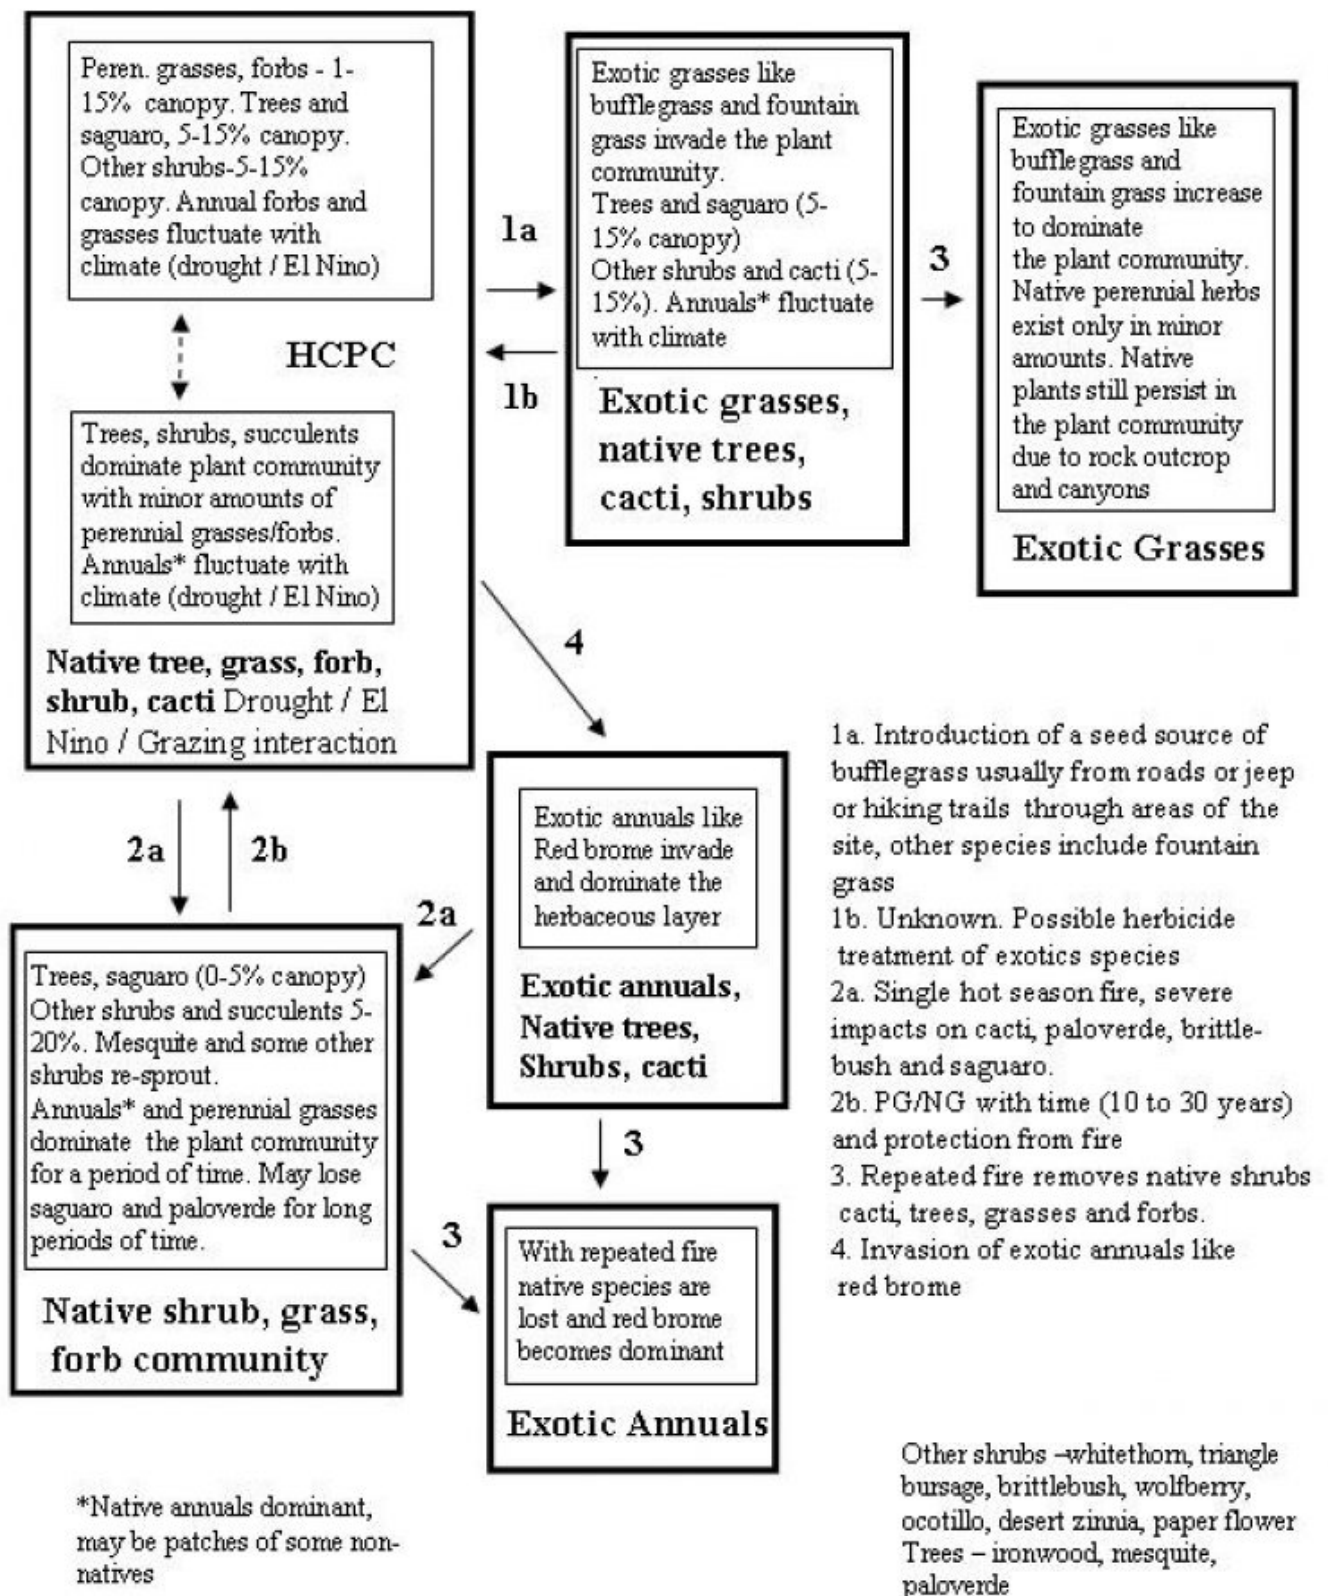 Peren. grasses, forbs - 1-
15% canopy. Trees and
saguaro, 5-15% canopy.
Other shrubs-5-15%
canopy. Annual forbs and
grasses fluctuate with
climate (drought / El Nino)
HCPC
Trees, shrubs, succulents
dominate plant community
with minor amounts of
perennial grasses/forbs.
Annuals* fluctuate with
climate (drought / El Nino)
Native tree, grass, forb,
shrub, cacti Drought / El
Nino / Grazing interaction
1a
1b
Exotic grasses like
bufflegrass and fountain
grass invade the plant
community.
Trees and saguaro (5-
15% canopy)
Other shrubs and cacti (5-
15%). Annuals* fluctuate
with climate
Exotic grasses,
native trees,
cacti, shrubs
3
Exotic grasses like
bufflegrass and
fountain grass increase
to dominate
the plant community.
Native perennial herbs
exist only in minor
amounts. Native
plants still persist in
the plant community
due to rock outcrop
and canyons
Exotic Grasses
4
2a
2b
Exotic annuals like
Red brome invade
and dominate the
herbaceous layer
Exotic annuals,
Native trees,
Shrubs, cacti
2a
Trees, saguaro (0-5% canopy)
Other shrubs and succulents 5-
20%. Mesquite and some other
shrubs re-sprout.
Annuals* and perennial grasses
dominate the plant community
for a period of time. May lose
saguaro and paloverde for long
periods of time.
Native shrub, grass,
forb community
3
3
With repeated fire
native species are
lost and red brome
becomes dominant
Exotic Annuals
1a. Introduction of a seed source of
bufflegrass usually from roads or jeep
or hiking trails through areas of the
site, other species include fountain
grass
1b. Unknown. Possible herbicide
treatment of exotics species
2a. Single hot season fire, severe
impacts on cacti, paloverde, brittle-
bush and saguaro.
2b. PG/NG with time (10 to 30 years)
and protection from fire
3. Repeated fire removes native shrubs
cacti, trees, grasses and forbs.
4. Invasion of exotic annuals like
red brome
*Native annuals dominant,
may be patches of some non-
natives
Other shrubs –whitethorn, triangle
bursage, brittlebush, wolfberry,
ocotillo, desert zinnia, paper flower
Trees – ironwood, mesquite,
paloverde